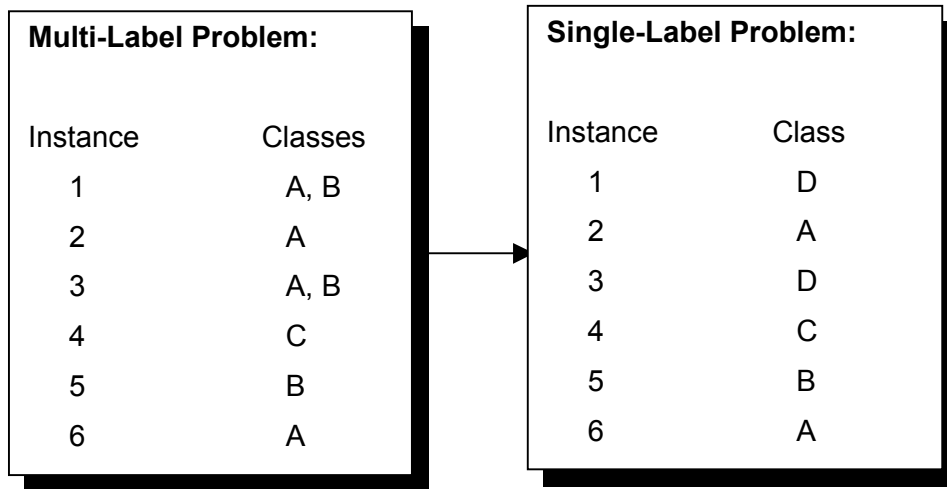 Multi-Label Problem:
Instance Classes
1 A, B
2 A
3 A, B
4 C
5 B
6 A
Single-Label Problem:
Instance Class
1 D
2 A
3 D
4 C
5 B
6 A